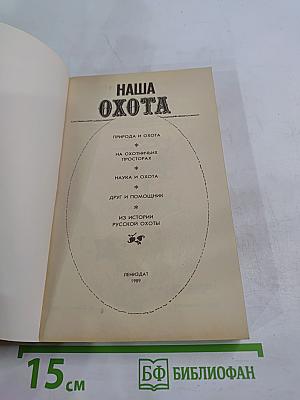 НАША
ОХОТА
ПРИРОДА И ОХОТА
*
НА ОХОТНИЧЬИХ
ПРОСТОРАХ
*
НАУКА И ОХОТА
*
ДРУГ И ПОМОЩНИК
*
ИЗ ИСТОРИИ
РУССКОЙ ОХОТЫ
ЛЕНИЗДАТ
1989
15 см
БФ БИБЛИОФАН